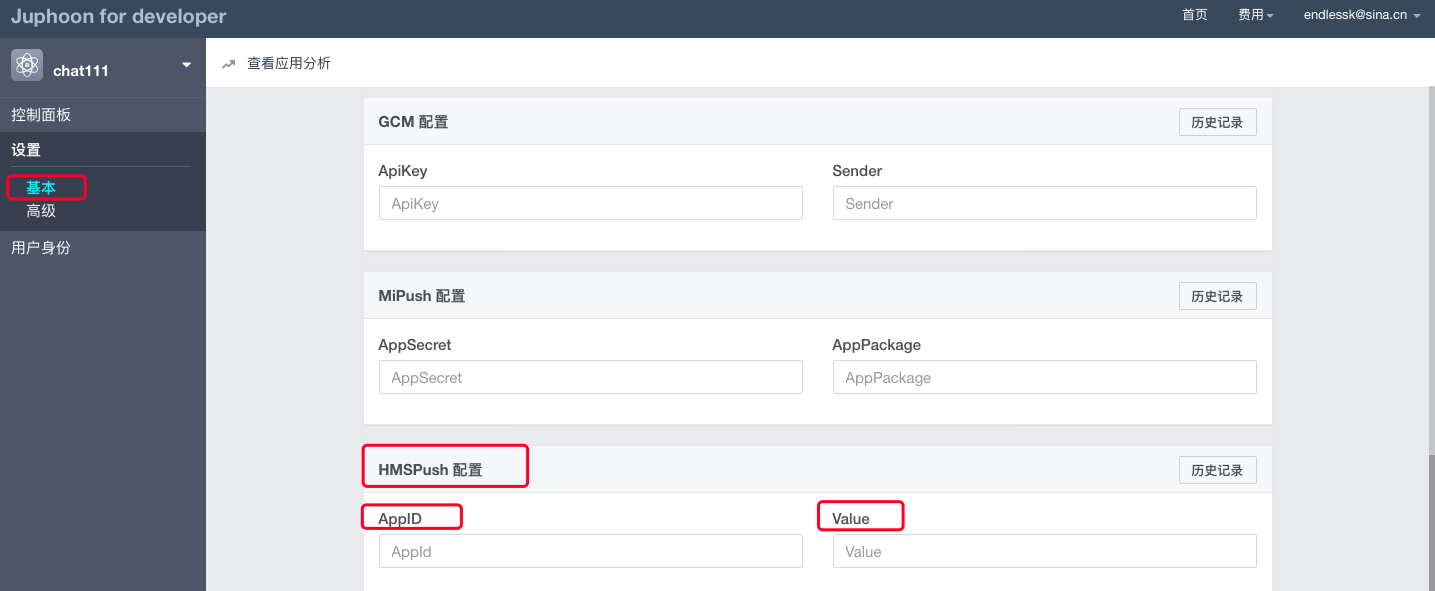 Juphoon for developer
首页 费用 endlessk@sina.cn
chat111
查看应用分析
控制面板
设置
基本
高级
用户身份
GCM 配置 历史记录
ApiKey Sender
ApiKey Sender
MiPush 配置 历史记录
AppSecret AppPackage
AppSecret AppPackage
HMSPush 配置 历史记录
AppID Value
AppId Value